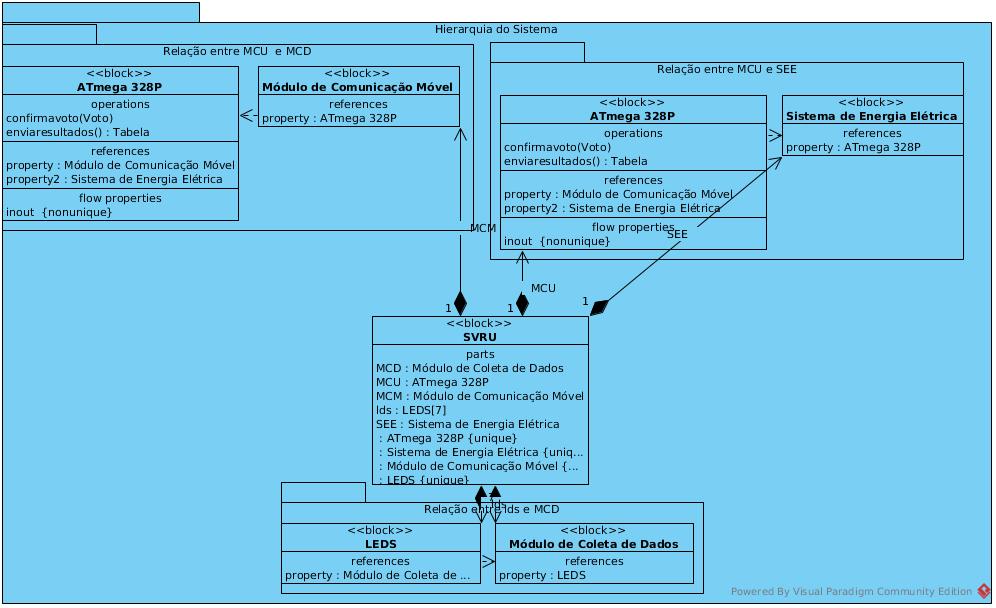 Hierarquia do Sistema
Relação entre MCU e MCD
<<block>>
ATmega 328P
operations
confirmavoto(Voto)
enviaresultados() : Tabela
references
property : Módulo de Comunicação Móvel
property2 : Sistema de Energia Elétrica
flow properties
inout {nonunique}
<<block>>
Módulo de Comunicação Móvel
references
property : ATmega 328P
Relação entre MCU e SEE
<<block>>
ATmega 328P
operations
confirmavoto(Voto)
enviaresultados() : Tabela
references
property : Módulo de Comunicação Móvel
property2 : Sistema de Energia Elétrica
flow properties
inout {nonunique}
<<block>>
Sistema de Energia Elétrica
references
property : ATmega 328P
MCM
SEE
MCU
1
1
1
<<block>>
SVRU
parts
MCD : Módulo de Coleta de Dados
MCU : ATmega 328P
MCM : Módulo de Comunicação Móvel
lds : LEDS[7]
SEE : Sistema de Energia Elétrica
: ATmega 328P {unique}
: Sistema de Energia Elétrica {uniq...
: Módulo de Comunicação Móvel {...
: LEDS {unique}
lds
Relação entre lds e MCD
<<block>>
LEDS
references
property : Módulo de Coleta de ...
<<block>>
Módulo de Coleta de Dados
references
property : LEDS
Powered By Visual Paradigm Community Edition